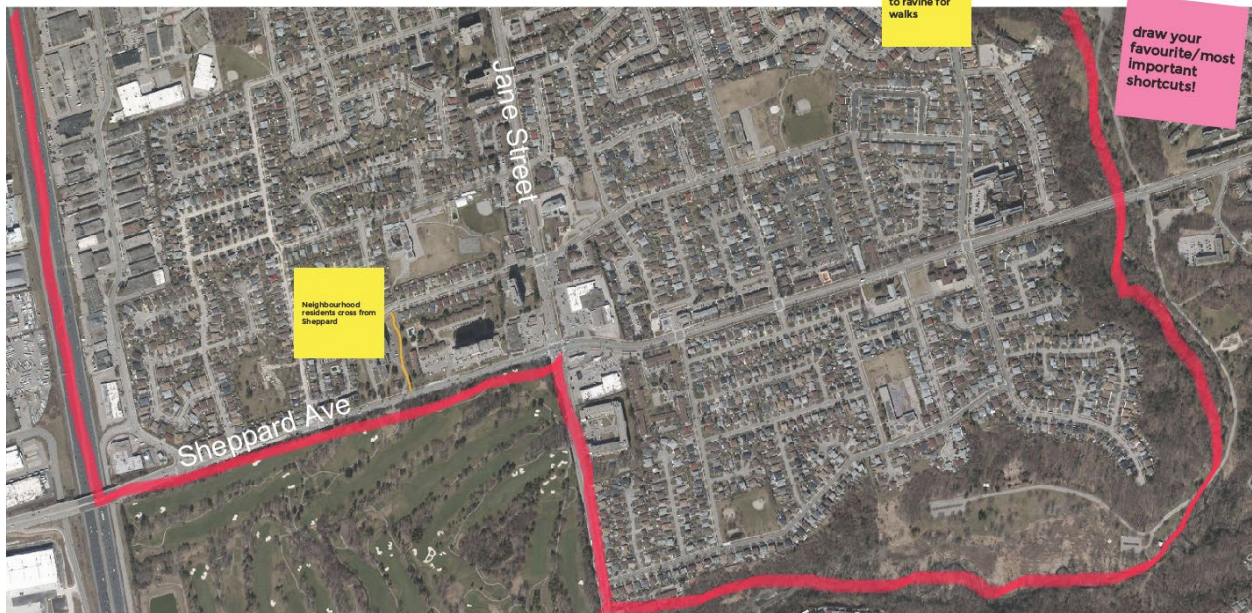 to ravine for
walks
draw your
favourite/most
important
shortcuts!
Jane Street
Neighbourhood
residents cross from
Sheppard
Sheppard Ave